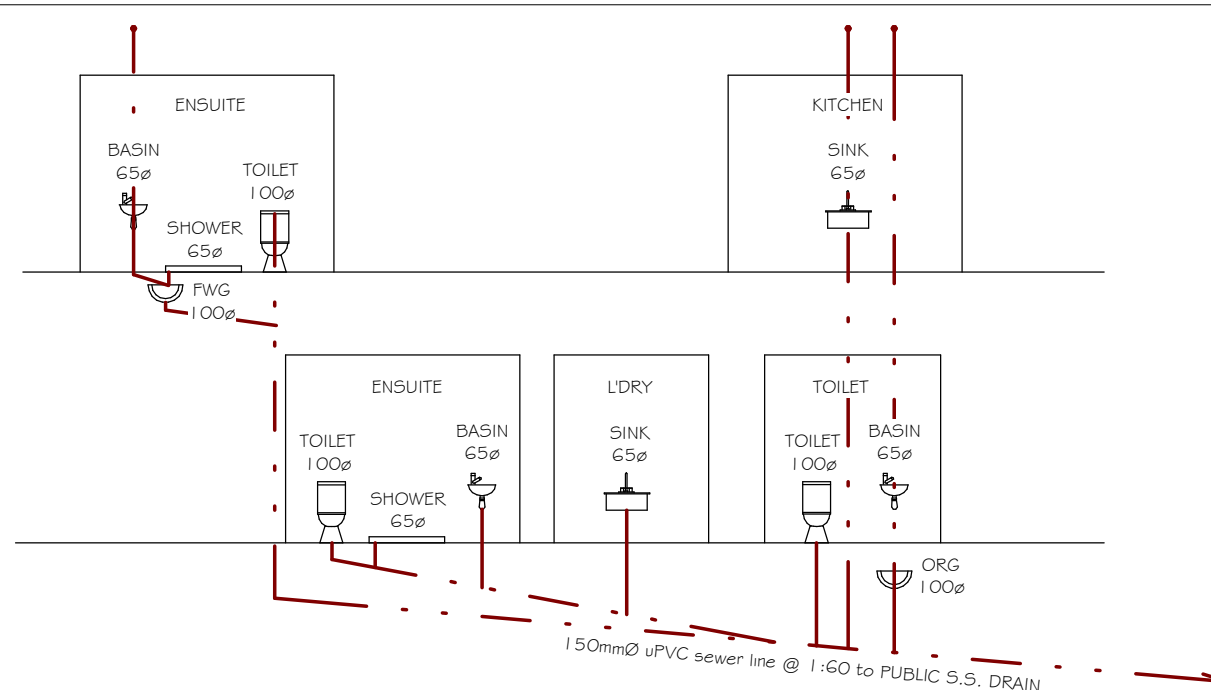 ENSUITE
BASIN
65ø
TOILET
100ø
SHOWER
65ø
FWG
100ø
KITCHEN
SINK
65ø
ENSUITE
TOILET
100ø
SHOWER
65ø
BASIN
65ø
L'DRY
SINK
65ø
TOILET
TOILET
100ø
BASIN
65ø
ORG
100ø
150mmØ uPVC sewer line @ 1:60 to PUBLIC S.S. DRAIN